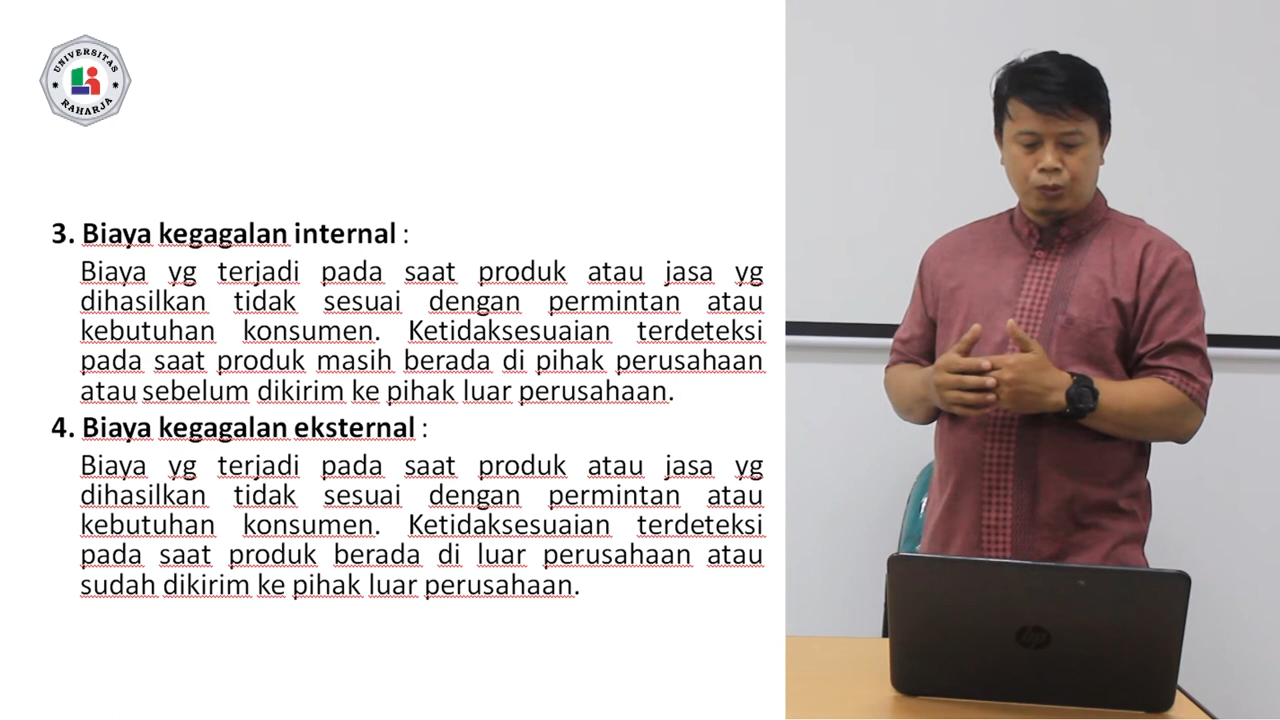 UNIVERSITAS
RAHARJA
3. Biaya kegagalan internal :
Biaya yg terjadi pada saat produk atau jasa yg
dihasilkan tidak sesuai dengan permintan atau
kebutuhan konsumen. Ketidaksesuaian terdeteksi
pada saat produk masih berada di pihak perusahaan
atau sebelum dikirim ke pihak luar perusahaan.
4. Biaya kegagalan eksternal :
Biaya yg terjadi pada saat produk atau jasa yg
dihasilkan tidak sesuai dengan permintan atau
kebutuhan konsumen. Ketidaksesuaian terdeteksi
pada saat produk berada di luar perusahaan atau
sudah dikirim ke pihak luar perusahaan.
hp